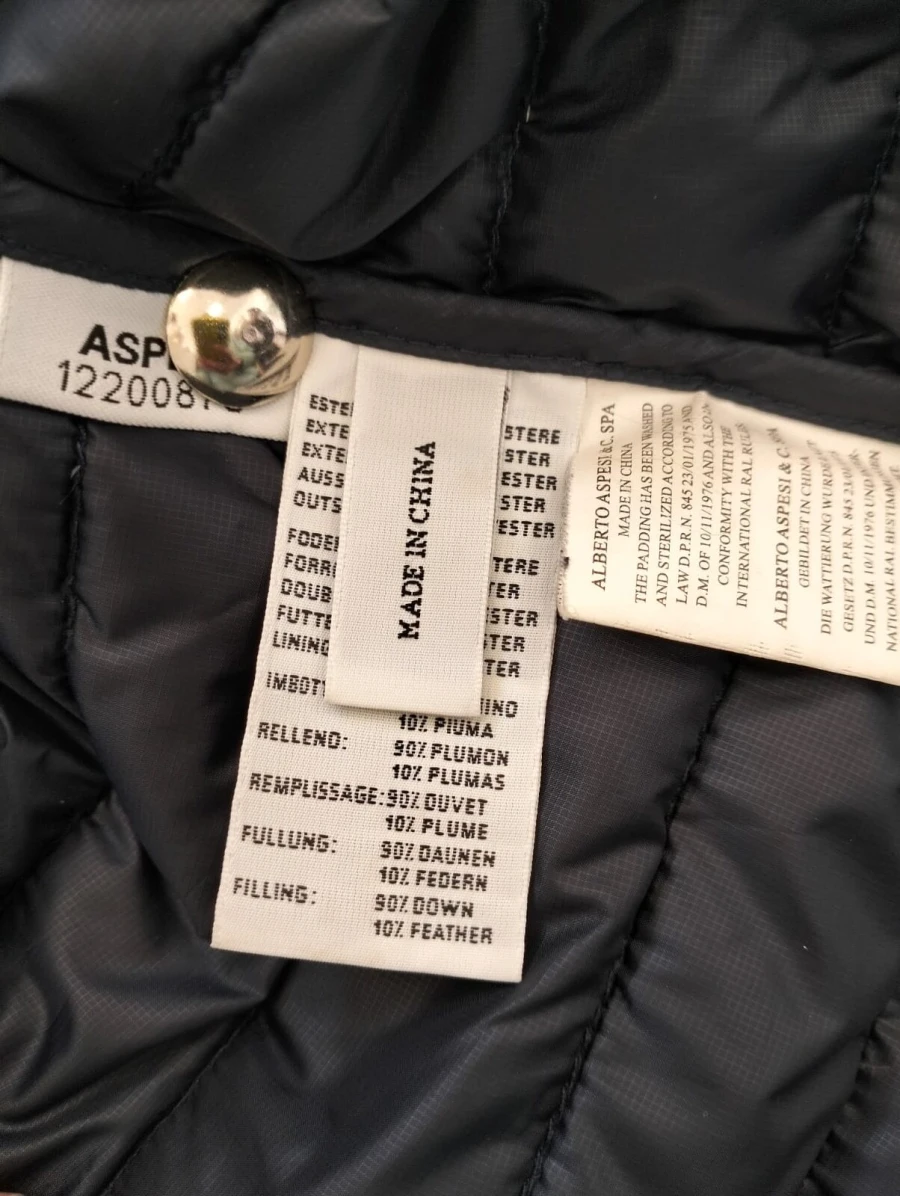 ASP
122008
ESTE
EXTE
EXTE
AUSS
OUTS
STERE
STER
ESTER
STER
ESTER
FODE
FORR
DOUB
FUTTE
LINING
TERE
TER
STER
TER
TER
IMBOTT
INO
10% PIUMA
RELLENO: 90% PLUMON
10% PLUMAS
REMPLISSAGE: 90% DUVET
10% PLUME
FULLUNG: 90% DAUNEN
10% FEDERN
FILLING: 90% DOWN
10% FEATHER
MADE IN CHINA
ALBERTO ASPESI & C. SPA
MADE IN CHINA
THE PADDING HAS BEEN WASHED
AND STERILIZED ACCORDING TO
LAW D.P.R.N. 845 23/01/1975 AND
D.M. OF 10/11/1976 AND ALSO
CONFORMITY WITH THE
INTERNATIONAL RAL RULES
ALBERTO ASPESI & C. SPA
GEBILDET IN CHINA
DIE WATTIERUNG WURDE
GESETZ D.P.R.N. 845 23
UND D.M. 10/11/1976 UND
NATIONAL RAL BESTIMM